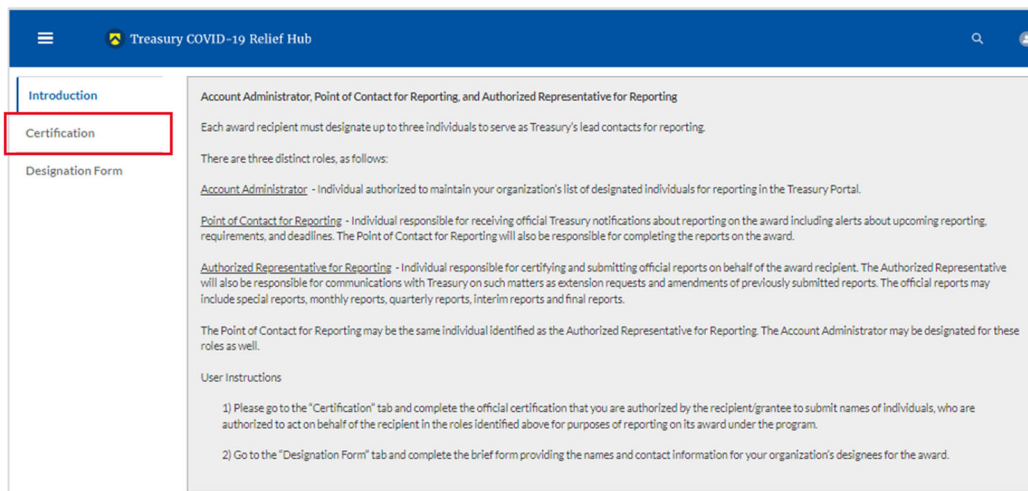 Treasury COVID-19 Relief Hub
Introduction
Certification
Designation Form
Account Administrator, Point of Contact for Reporting, and Authorized Representative for Reporting
Each award recipient must designate up to three individuals to serve as Treasury's lead contacts for reporting.
There are three distinct roles, as follows:
Account Administrator - Individual authorized to maintain your organization's list of designated individuals for reporting in the Treasury Portal.
Point of Contact for Reporting - Individual responsible for receiving official Treasury notifications about reporting on the award including alerts about upcoming reporting,
requirements, and deadlines. The Point of Contact for Reporting will also be responsible for completing the reports on the award.
Authorized Representative for Reporting - Individual responsible for certifying and submitting official reports on behalf of the award recipient. The Authorized Representative
will also be responsible for communications with Treasury on such matters as extension requests and amendments of previously submitted reports. The official reports may
include special reports, monthly reports, quarterly reports, interim reports and final reports.
The Point of Contact for Reporting may be the same individual identified as the Authorized Representative for Reporting. The Account Administrator may be designated for these
roles as well.
User Instructions
1) Please go to the "Certification" tab and complete the official certification that you are authorized by the recipient/grantee to submit names of individuals, who are
authorized to act on behalf of the recipient in the roles identified above for purposes of reporting on its award under the program.
2) Go to the "Designation Form" tab and complete the brief form providing the names and contact information for your organization's designees for the award.